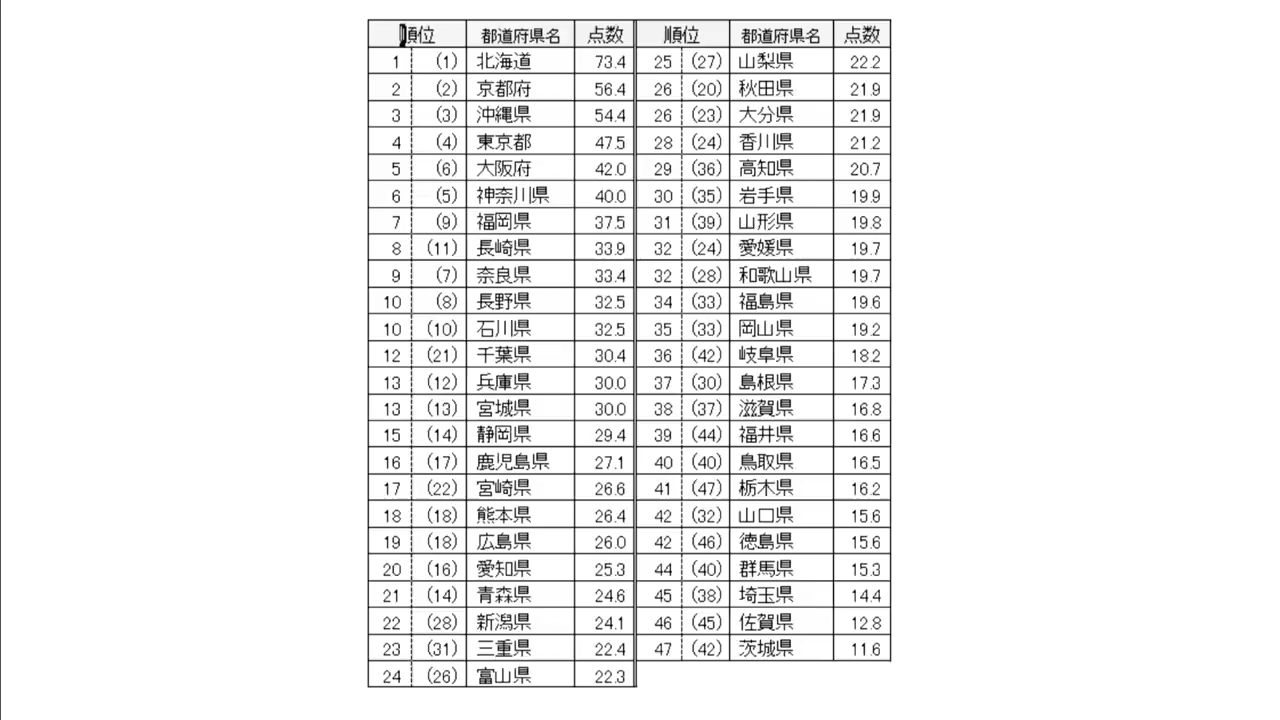 順位 都道府県名 点数 順位 都道府県名 点数
1 (1) 北海道 73.4 25 (27) 山梨県 22.2
2 (2) 京都府 56.4 26 (20) 秋田県 21.9
3 (3) 沖縄県 54.4 26 (23) 大分県 21.9
4 (4) 東京都 47.5 28 (24) 香川県 21.2
5 (6) 大阪府 42.0 29 (36) 高知県 20.7
6 (5) 神奈川県 40.0 30 (35) 岩手県 19.9
7 (9) 福岡県 37.5 31 (39) 山形県 19.8
8 (11) 長崎県 33.9 32 (24) 愛媛県 19.7
9 (7) 奈良県 33.4 32 (28) 和歌山県 19.7
10 (8) 長野県 32.5 34 (33) 福島県 19.6
10 (10) 石川県 32.5 35 (33) 岡山県 19.2
12 (21) 千葉県 30.4 36 (42) 岐阜県 18.2
13 (12) 兵庫県 30.0 37 (30) 島根県 17.3
13 (13) 宮城県 30.0 38 (37) 滋賀県 16.8
15 (14) 静岡県 29.4 39 (44) 福井県 16.6
16 (17) 鹿児島県 27.1 40 (40) 鳥取県 16.5
17 (22) 宮崎県 26.6 41 (47) 栃木県 16.2
18 (18) 熊本県 26.4 42 (32) 山口県 15.6
19 (18) 広島県 26.0 42 (46) 徳島県 15.6
20 (16) 愛知県 25.3 44 (40) 群馬県 15.3
21 (14) 青森県 24.6 45 (38) 埼玉県 14.4
22 (28) 新潟県 24.1 46 (45) 佐賀県 12.8
23 (31) 三重県 22.4 47 (42) 茨城県 11.6
24 (26) 富山県 22.3